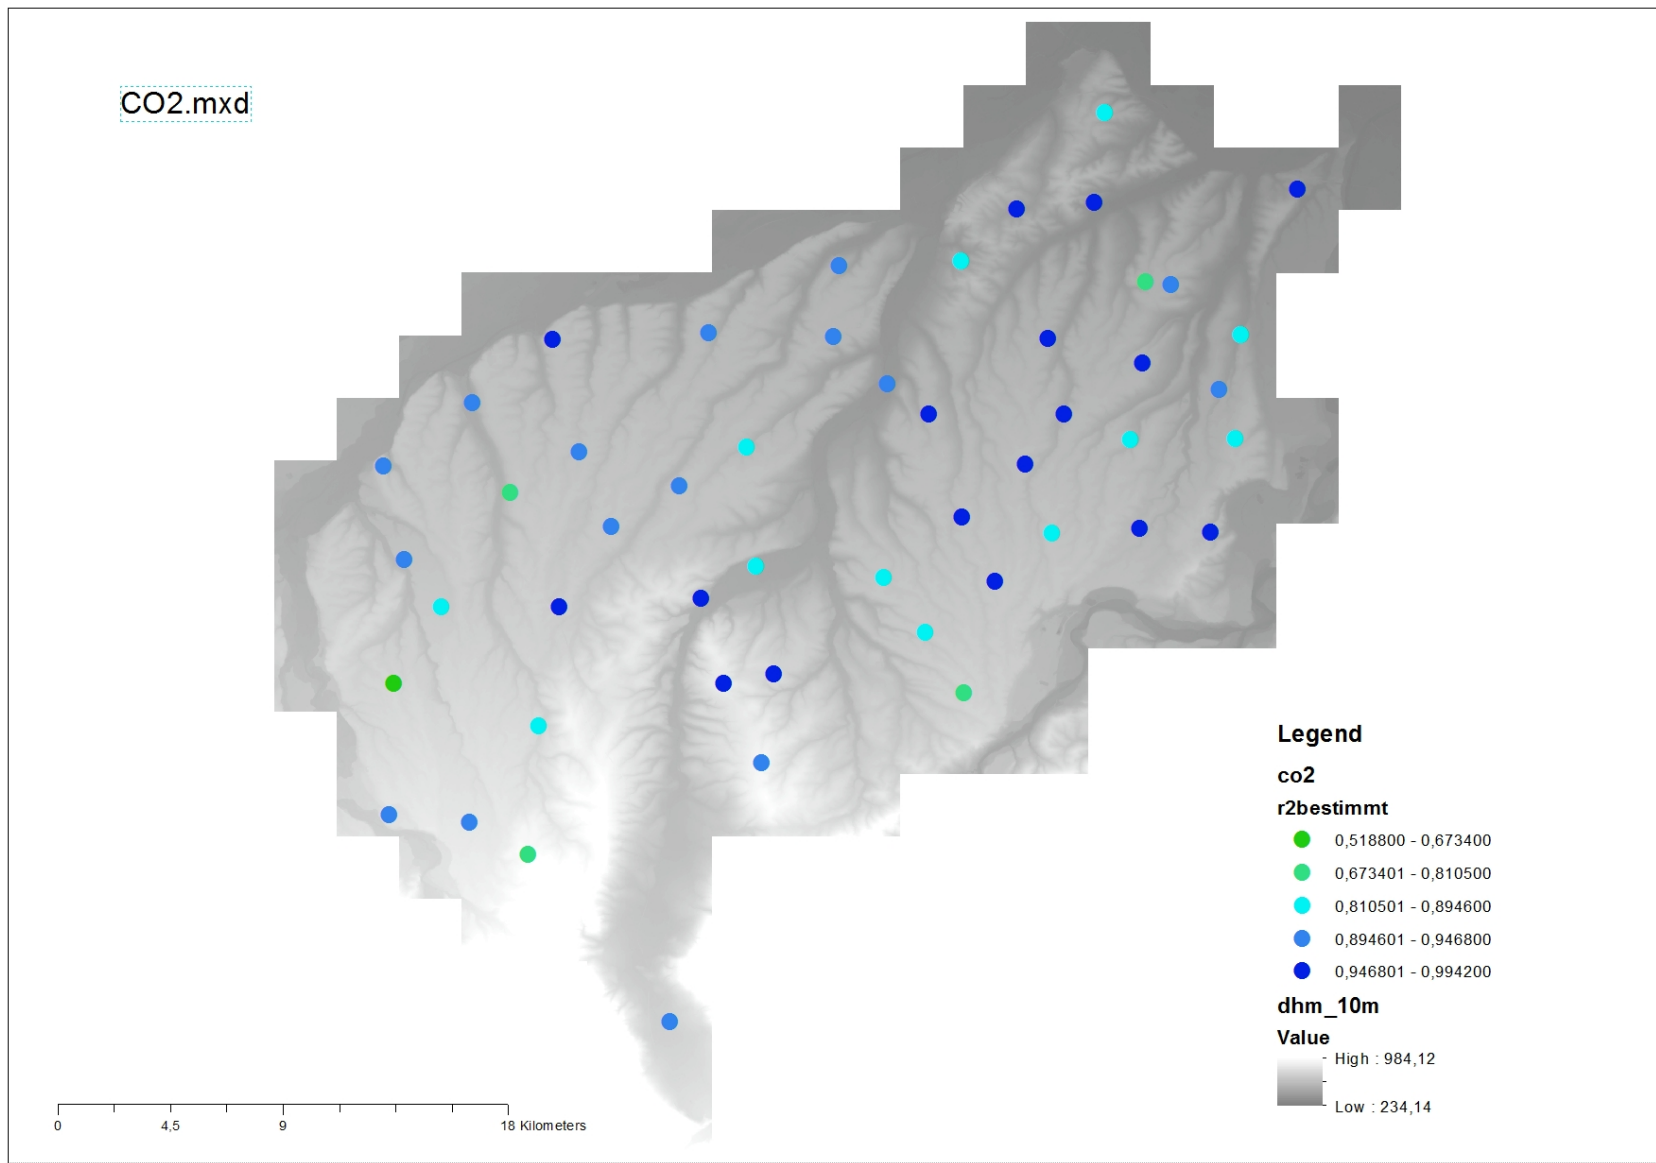 CO2.mxd
Legend
co2
r2bestimmt
0,518800 - 0,673400
0,673401 - 0,810500
0,810501 - 0,894600
0,894601 - 0,946800
0,946801 - 0,994200
dhm_10m
Value
High : 984,12
Low : 234,14
0 4,5 9 18 Kilometers